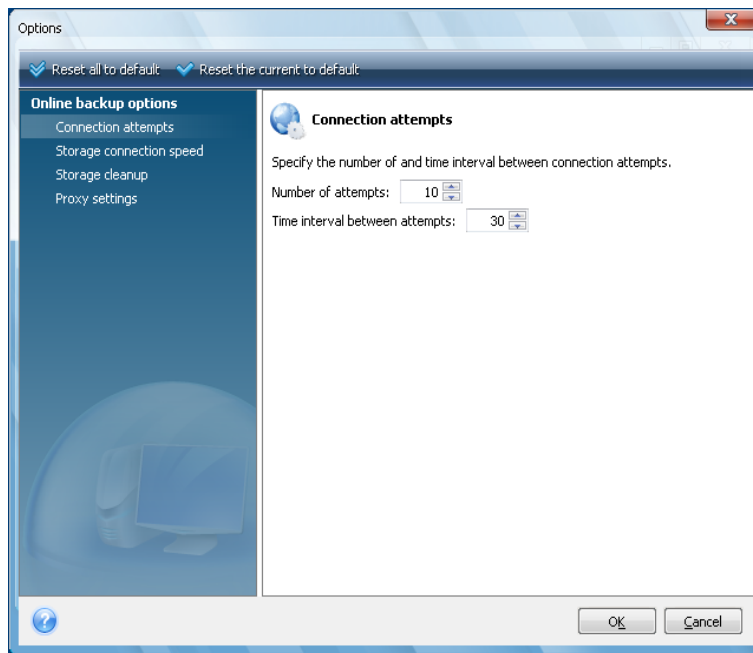 Options
Reset all to default Reset the current to default
Online backup options
Connection attempts
Storage connection speed
Storage cleanup
Proxy settings
Connection attempts
Specify the number of and time interval between connection attempts.
Number of attempts: 10
Time interval between attempts: 30
?
OK Cancel